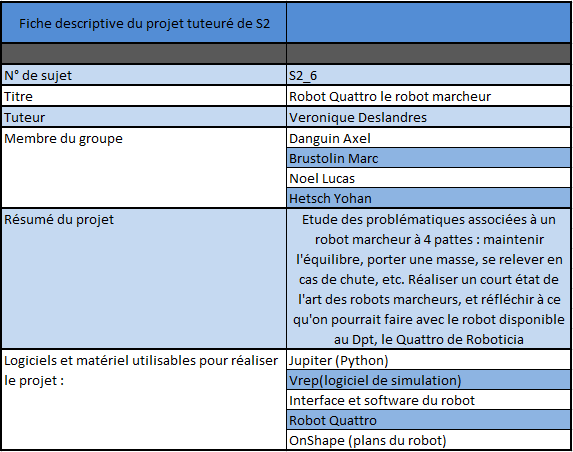 Fiche descriptive du projet tuteuré de S2
N° de sujet S2_6
Titre Robot Quattro le robot marcheur
Tuteur Veronique Deslandres
Membre du groupe Danguin Axel
Brustolin Marc
Noel Lucas
Hetsch Yohan
Résumé du projet Etude des problématiques associées à un
robot marcheur à 4 pattes : maintenir
l'équilibre, porter une masse, se relever en
cas de chute, etc. Réaliser un court état de
l'art des robots marcheurs, et réfléchir à ce
qu'on pourrait faire avec le robot disponible
au Dpt, le Quattro de Roboticia
Logiciels et matériel utilisables pour réaliser Jupiter (Python)
le projet : Vrep(logiciel de simulation)
Interface et software du robot
Robot Quattro
OnShape (plans du robot)